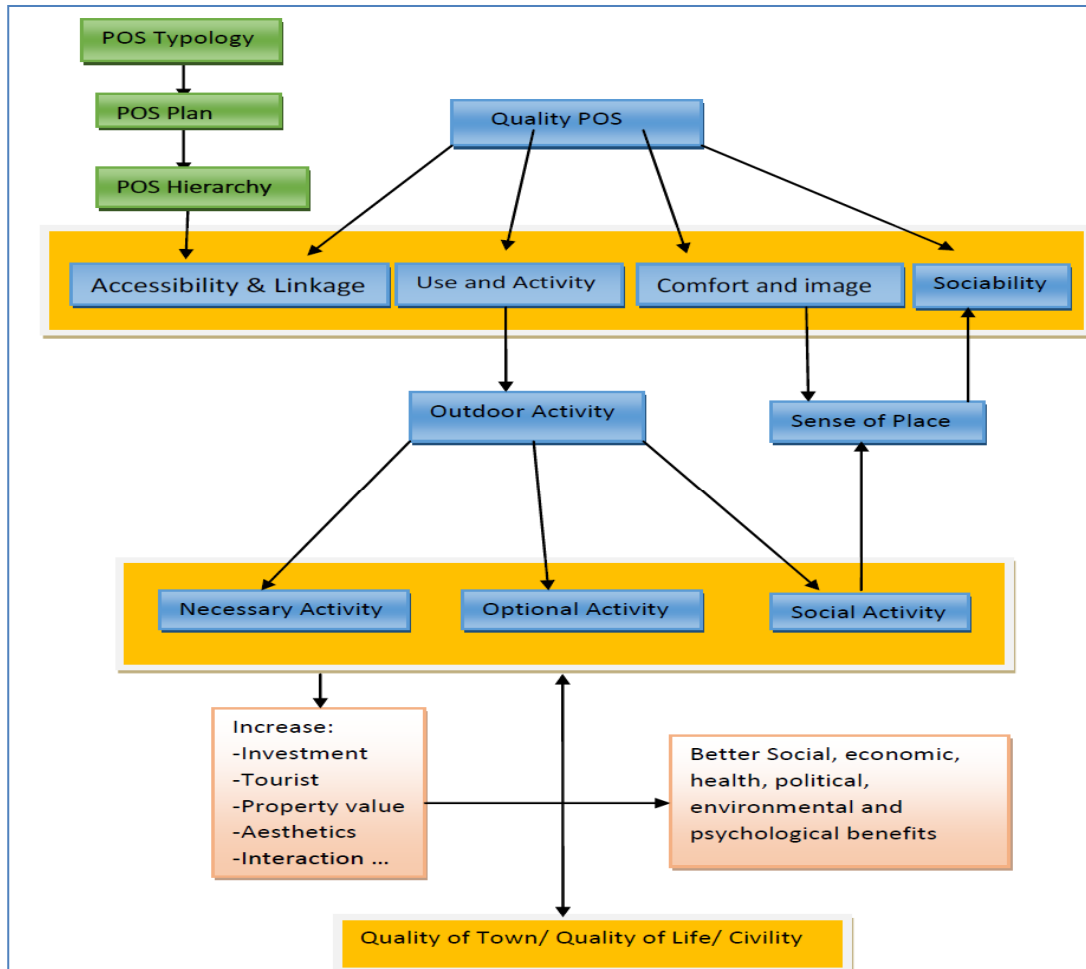 POS Typology
POS Plan
Quality POS
POS Hierarchy
Accessibility & Linkage
Use and Activity
Comfort and image
Sociability
Outdoor Activity
Sense of Place
Necessary Activity
Optional Activity
Social Activity
Increase:
-Investment
-Tourist
-Property value
-Aesthetics
-Interaction ...
Better Social, economic,
health, political,
environmental and
psychological benefits
Quality of Town/ Quality of Life/ Civility